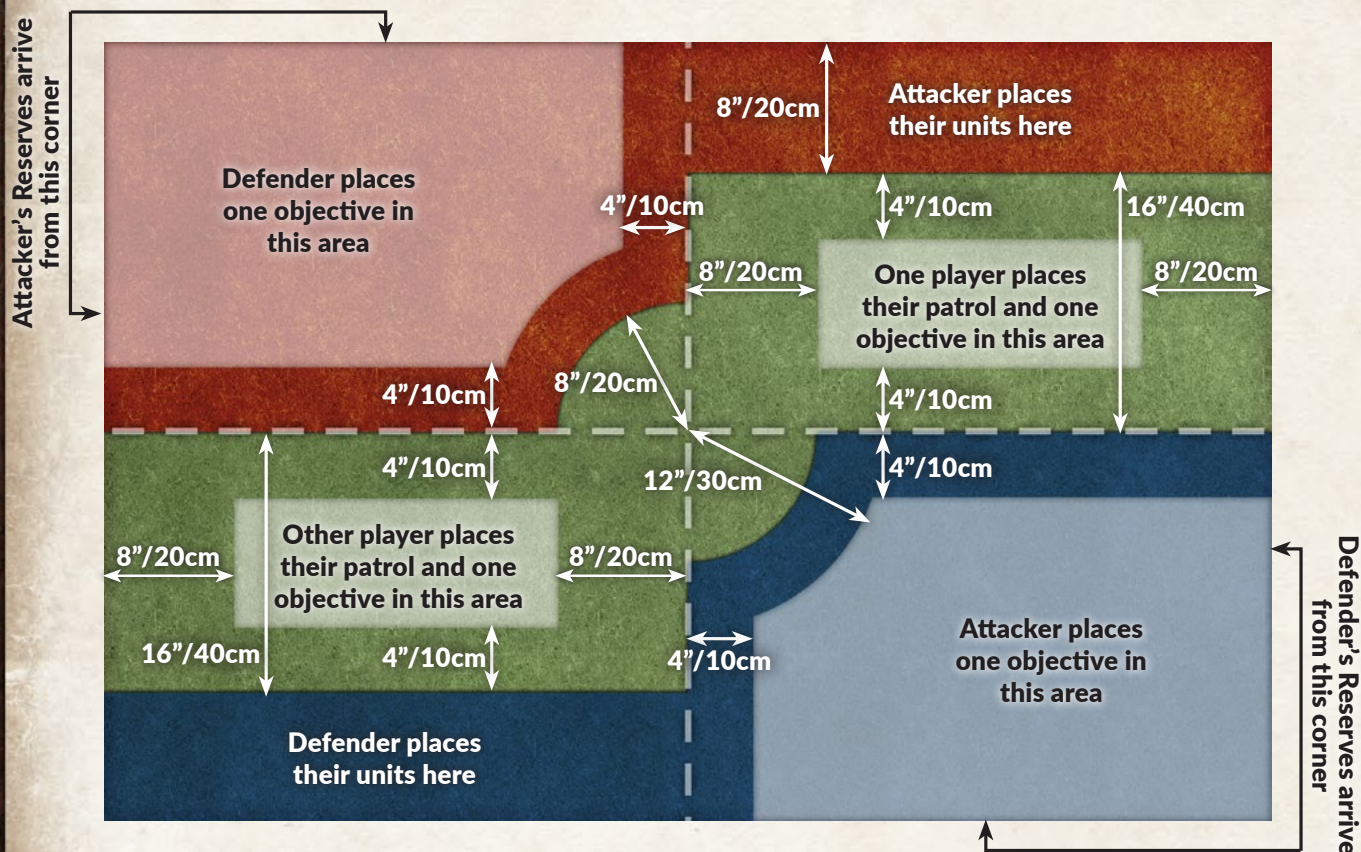 Attacker’s Reserves arrive
from this corner
Defender places
one objective in
this area
8”/20cm
Attacker places
their units here
4”/10cm
4”/10cm
16”/40cm
8”/20cm
One player places
their patrol and one
objective in this area
8”/20cm
8”/20cm
4”/10cm
4”/10cm
4”/10cm
12”/30cm
4”/10cm
8”/20cm
Other player places
their patrol and one
objective in this area
8”/20cm
16”/40cm
4”/10cm
4”/10cm
Attacker places
one objective in
this area
Defender places
their units here
Defender’s Reserves arrive
from this corner